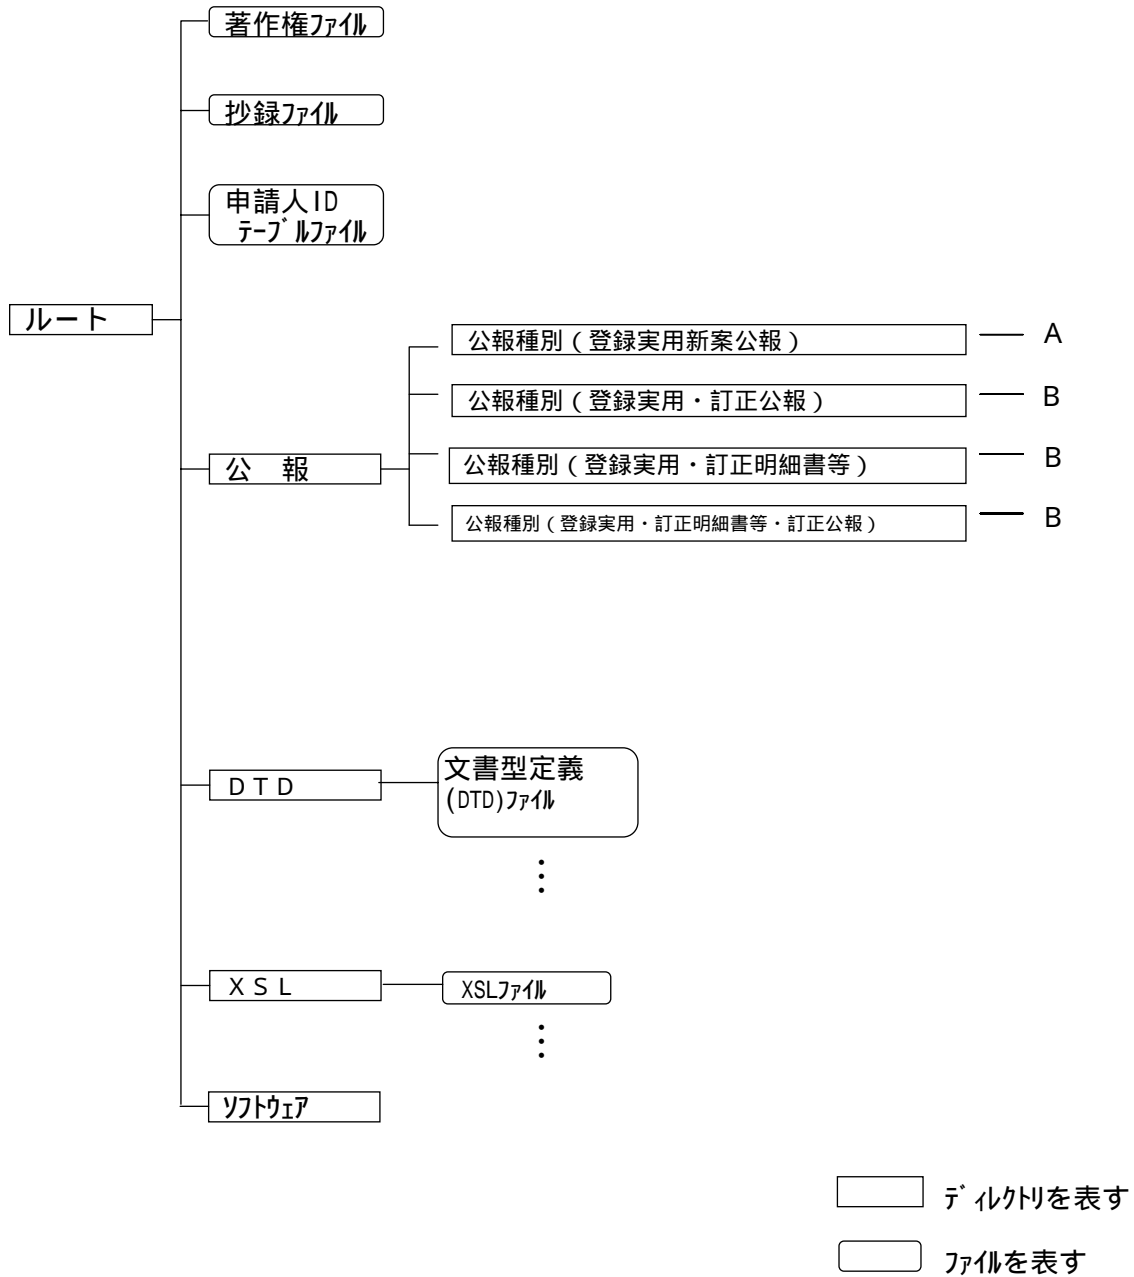 著作権ﾌｧｲﾙ
抄録ﾌｧｲﾙ
申請人ID
ﾃｰﾌﾞﾙﾌｧｲﾙ
ルート
公報種別(登録実用新案公報)
A
公報種別(登録実用・訂正公報)
B
公　報
公報種別(登録実用・訂正明細書等)
B
公報種別(登録実用・訂正明細書等・訂正公報)
B
ＤＴＤ
文書型定義
(DTD)ﾌｧｲﾙ
︙
ＸＳＬ
XSLﾌｧｲﾙ
︙
ｿﾌﾄｳｪｱ
ﾃﾞｨﾚｸﾄﾘを表す
ﾌｧｲﾙを表す